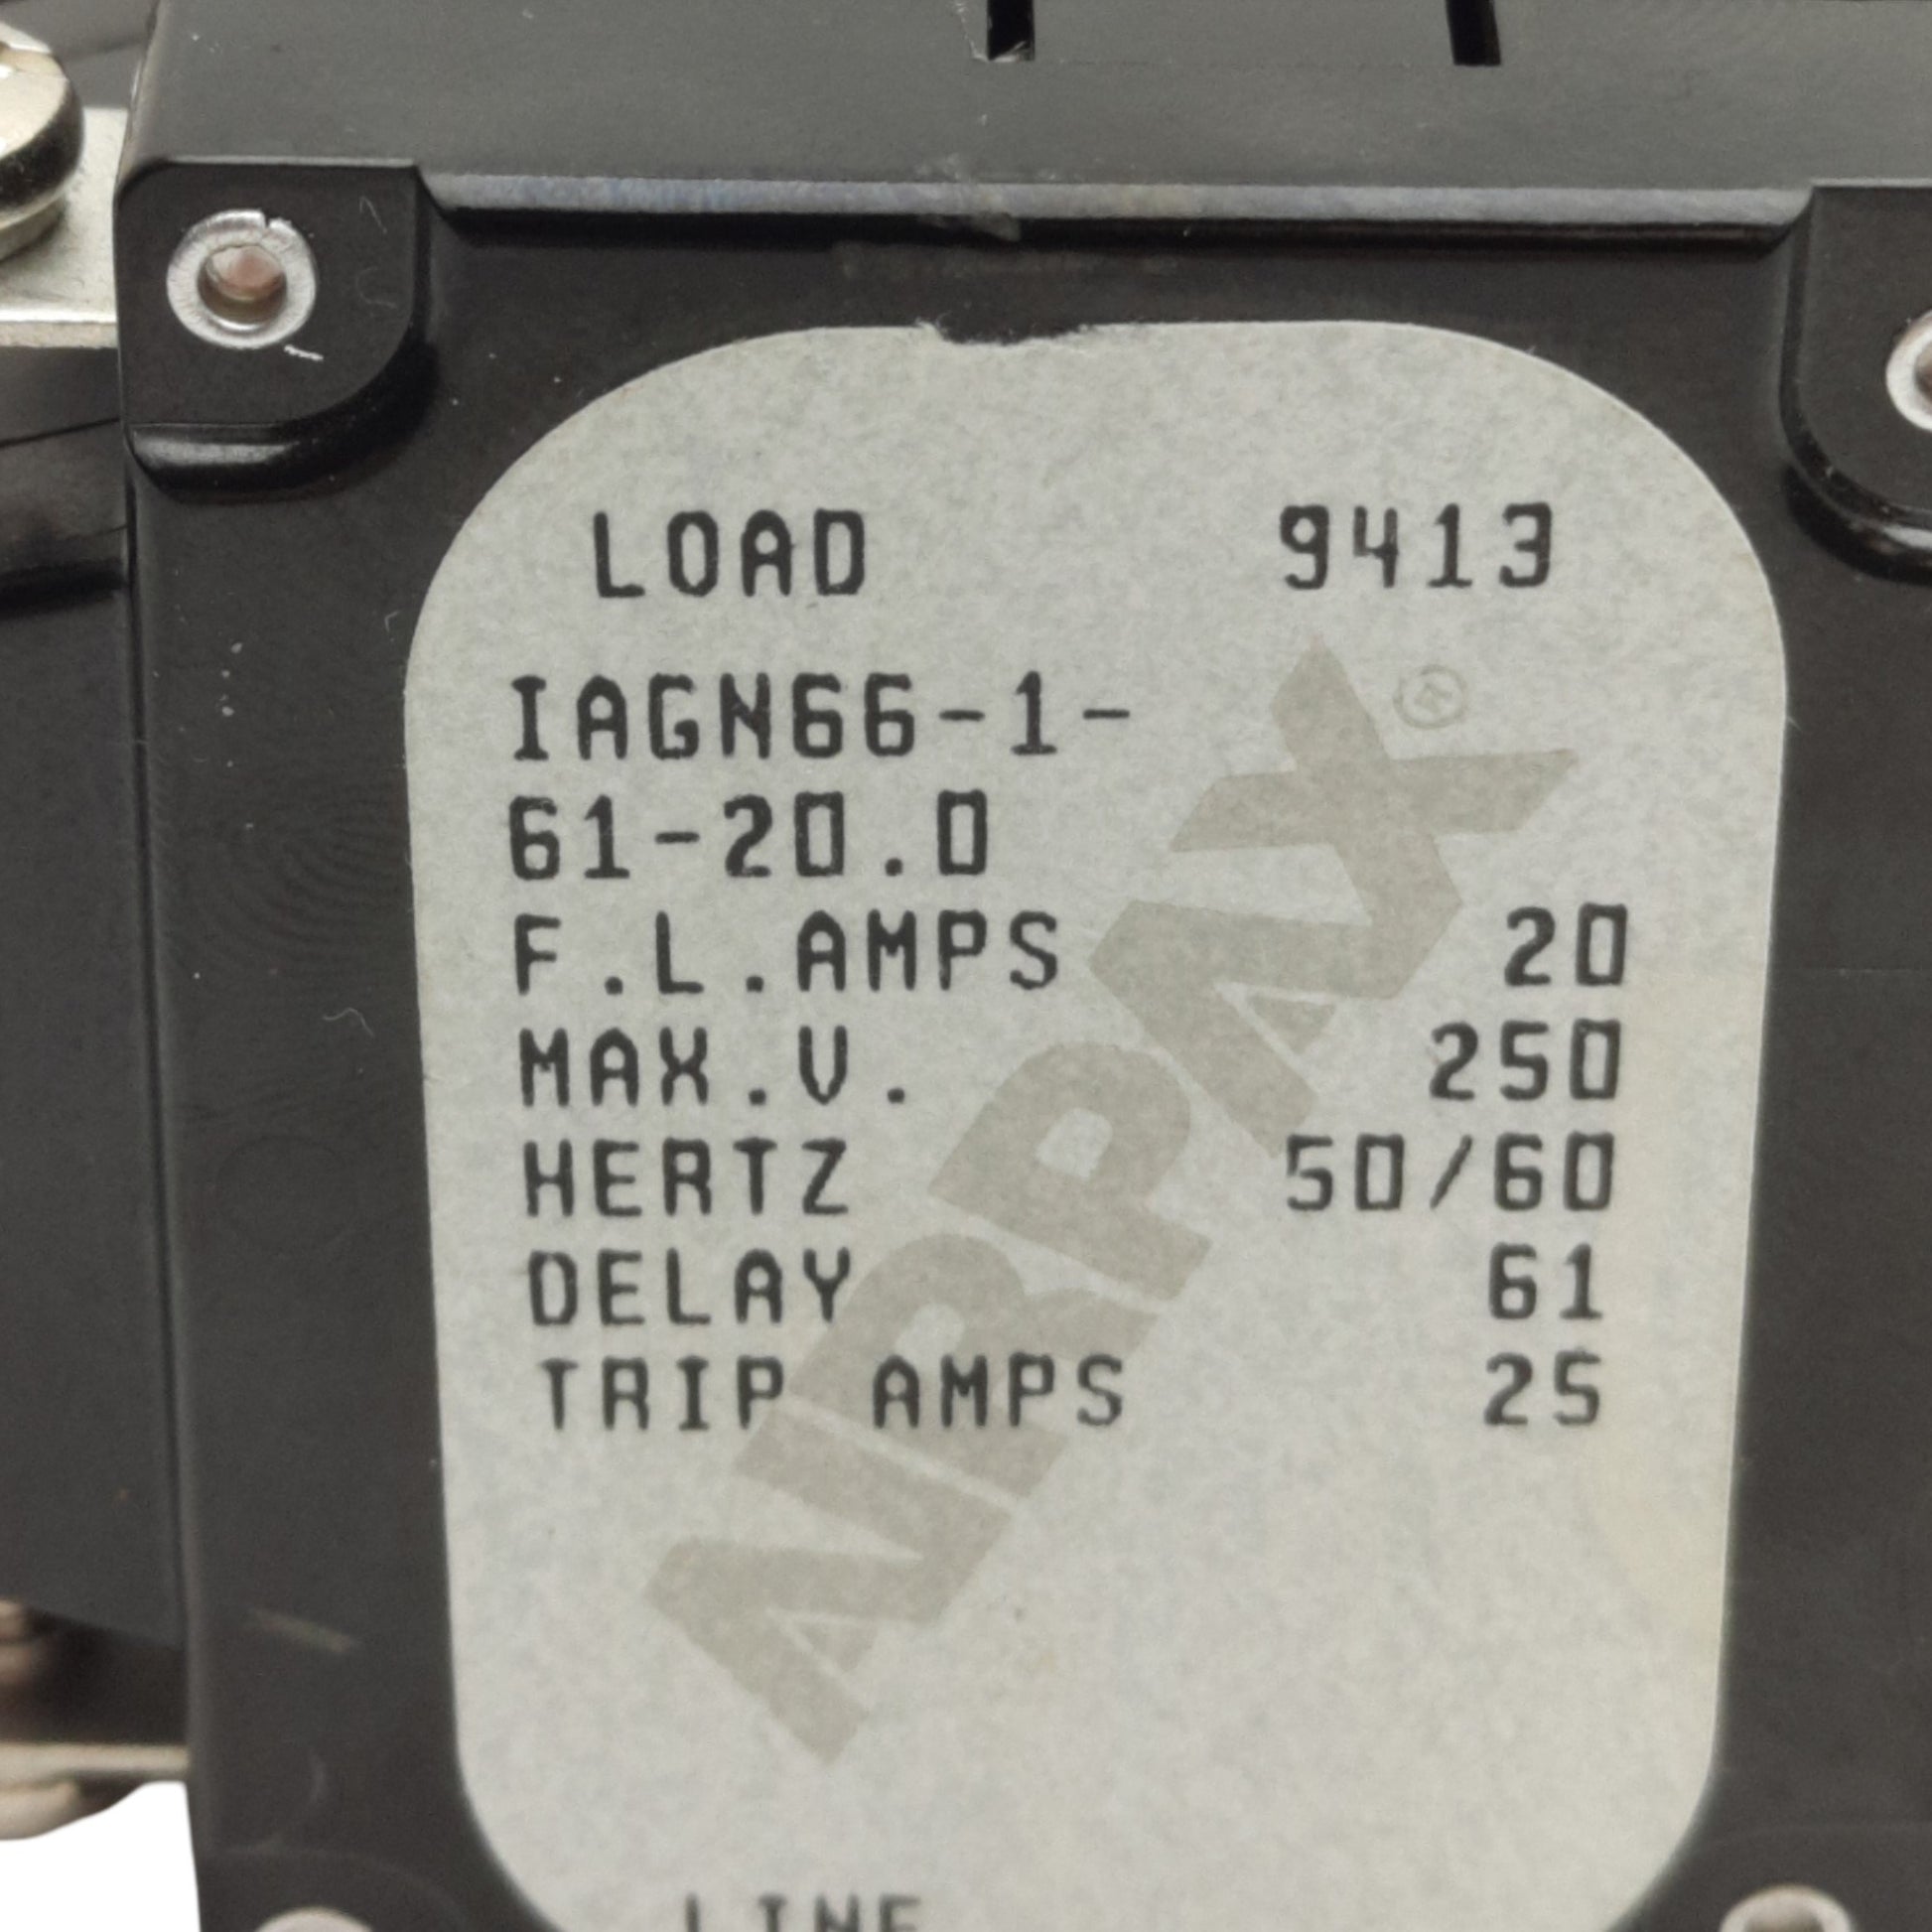 LOAD 9413
IAGN66-1-
61-20.0
F.L.AMPS 20
MAX.V. 250
HERTZ 50/60
DELAY 61
TRIP AMPS 25
AIRPAX®
LINE